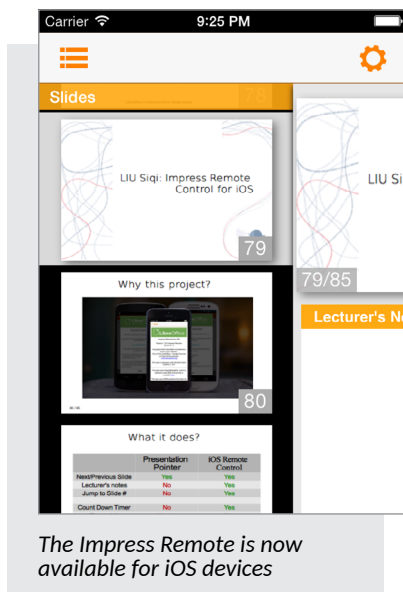 Carrier 9:25 PM
Slides
78
LIU Siqi: Impress Remote
Control for iOS
79
LIU Si
79/85
Lecturer's No
Why this project?
LibreOffice
80
What it does?
Presentation Pointer iOS Remote Control
Next/Previous Slide Yes Yes
Lecturer's notes No Yes
Jump to Slide # No Yes
Count Down Timer No Yes
The Impress Remote is now
available for iOS devices